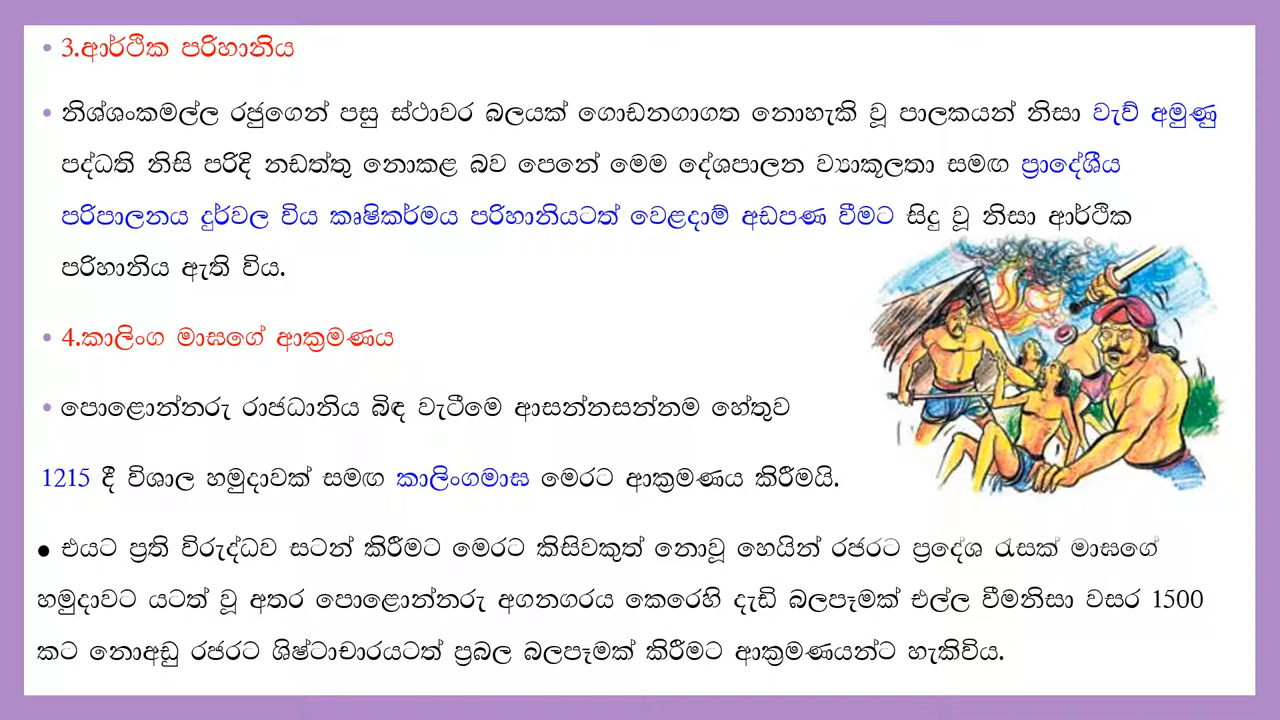 • 3.ආර්ථික පරිහානිය
• නිශ්ශංකමල්ල රජුගෙන් පසු ස්ථාවර බලයක් ගොඩනගාගත නොහැකි වූ පාලකයන් නිසා වැව් අමුණු
පද්ධති නිසි පරිදි නඩත්තු නොකළ බව පෙනේ මෙම දේශපාලන ව්‍යාකූලතා සමඟ ප්‍රාදේශීය
පරිපාලනය දුර්වල විය කෘෂිකර්මය පරිහානියටත් වෙළඳාම් අඩපණ වීමට සිදු වූ නිසා ආර්ථික
පරිහානිය ඇති විය.
• 4.කාලිංග මාඝගේ ආක්‍රමණය
• පොළොන්නරු රාජධානිය බිඳ වැටීමෙ ආසන්නසන්නම හේතුව
1215 දී විශාල හමුදාවක් සමඟ කාලිංගමාඝ මෙරට ආක්‍රමණය කිරීමයි.
• එයට ප්‍රති විරුද්ධව සටන් කිරීමට මෙරට කිසිවකුත් නොවූ හෙයින් රජරට ප්‍රදේශ රැසක් මාඝගේ
හමුදාවට යටත් වූ අතර පොළොන්නරු අගනගරය කෙරෙහි දැඩි බලපෑමක් එල්ල වීමනිසා වසර 1500
කට නොඅඩු රජරට ශිෂ්ටාචාරයටත් ප්‍රබල බලපෑමක් කිරීමට ආක්‍රමණයන්ට හැකිවිය.